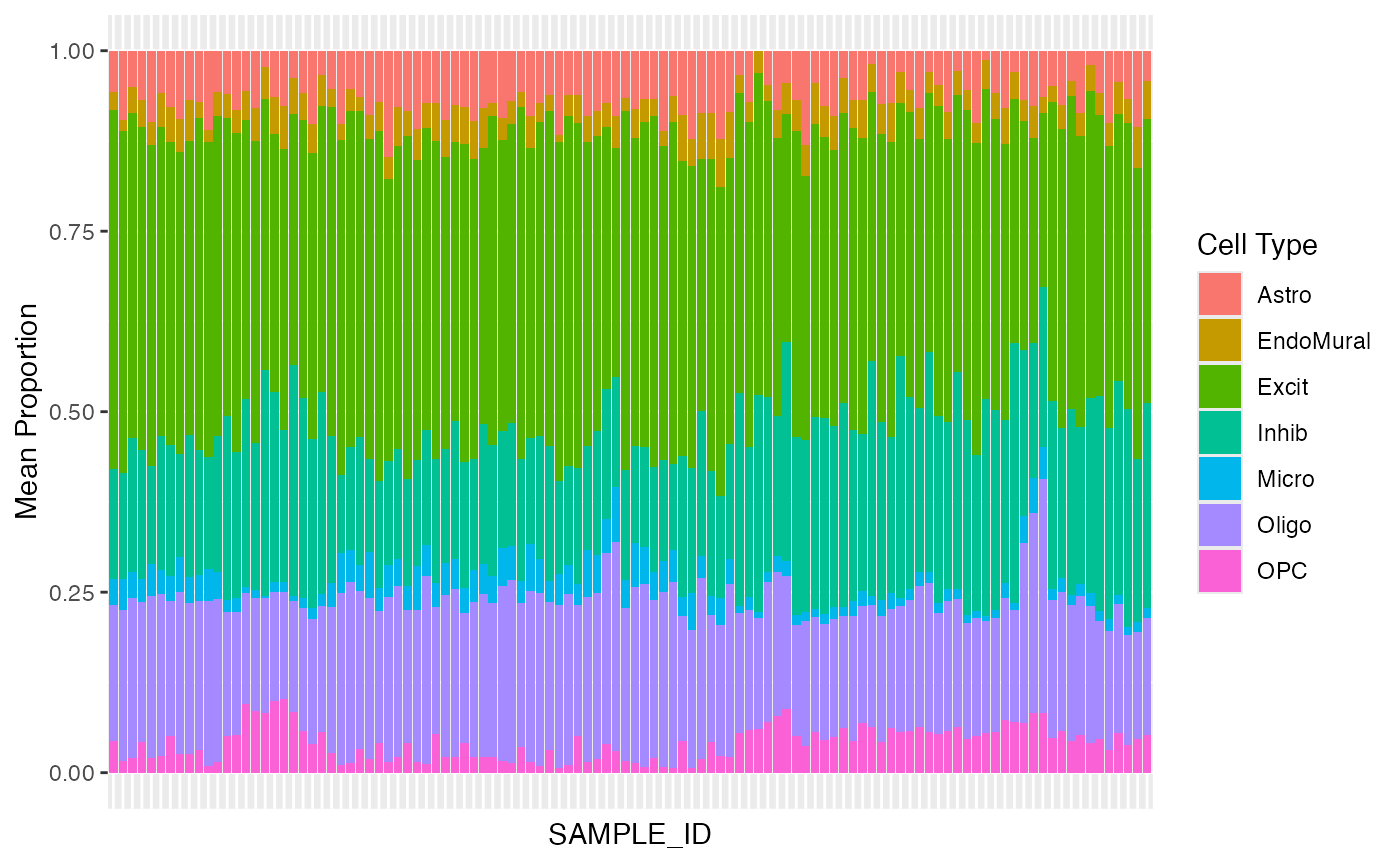 1.00
0.75
0.50
0.25
0.00
Mean Proportion
SAMPLE_ID
Cell Type
Astro
EndoMural
Excit
Inhib
Micro
Oligo
OPC